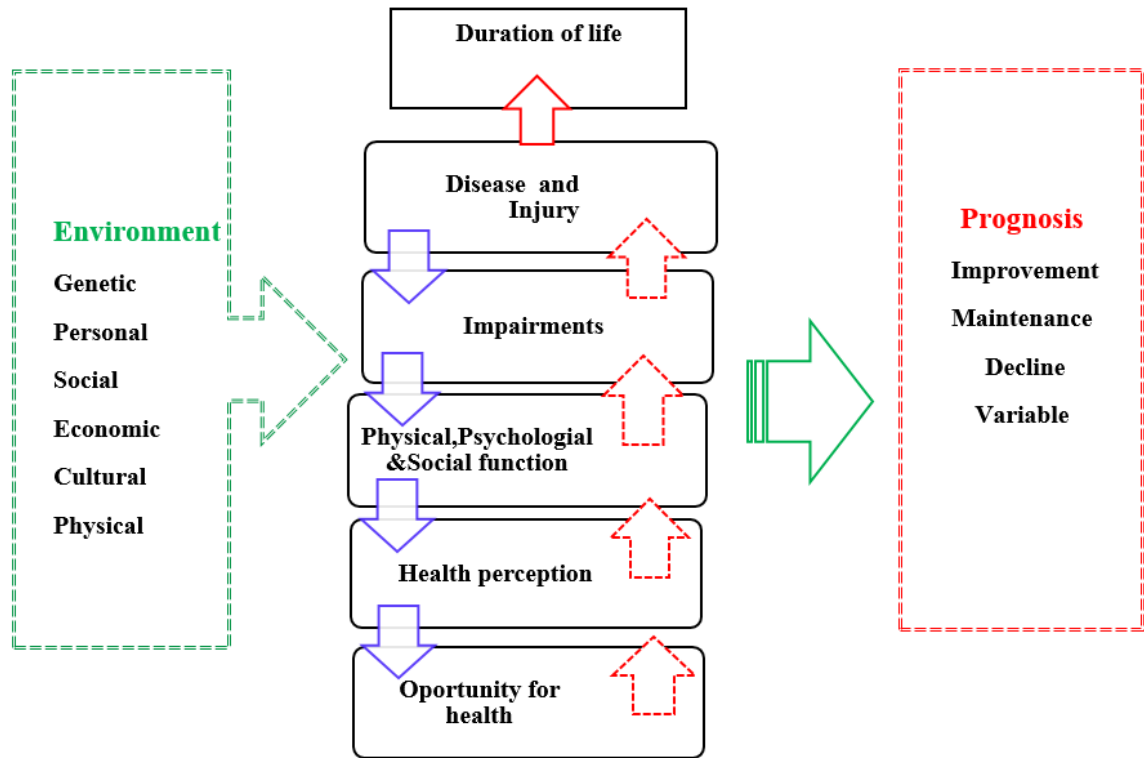 Duration of life
Environment
Genetic
Personal
Social
Economic
Cultural
Physical
Disease and
Injury
Impairments
Physical,Psychologial
&Social function
Health perception
Oportunity for
health
Prognosis
Improvement
Maintenance
Decline
Variable